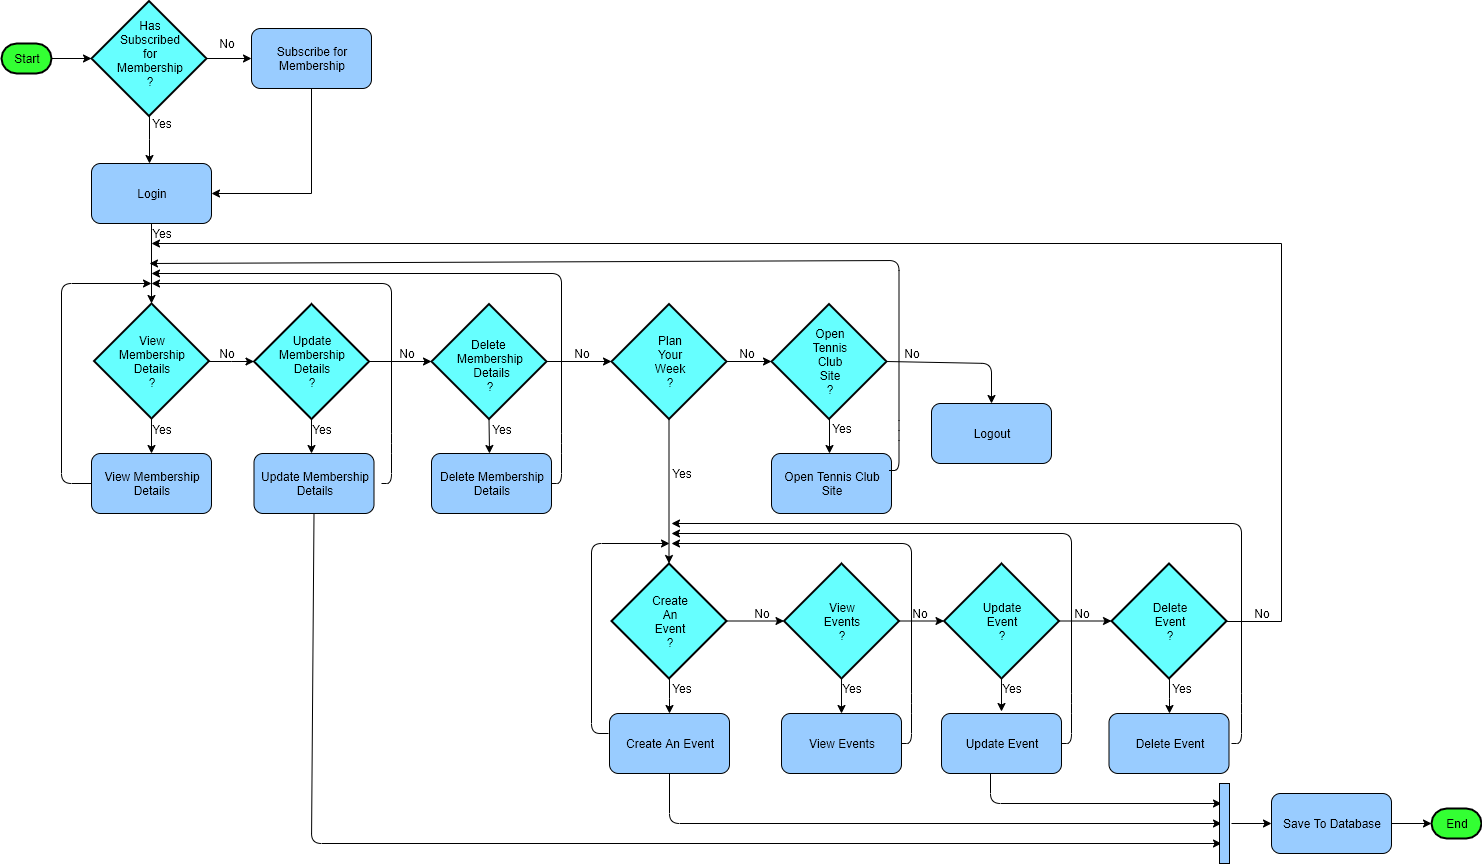 Start
Has
Subscribed
for
Membership
?
No
Subscribe for
Membership
Yes
Login
Yes
View
Membership
Details
?
No
Update
Membership
Details
?
No
Delete
Membership
Details
?
No
Plan
Your
Week
?
No
Open
Tennis
Club
Site
?
No
Logout
Yes
Yes
Yes
Yes
Yes
View Membership
Details
Update Membership
Details
Delete Membership
Details
Open Tennis Club
Site
Create
An
Event
?
No
View
Events
?
No
Update
Event
?
No
Delete
Event
?
No
Yes
Yes
Yes
Yes
Create An Event
View Events
Update Event
Delete Event
Save To Database
End